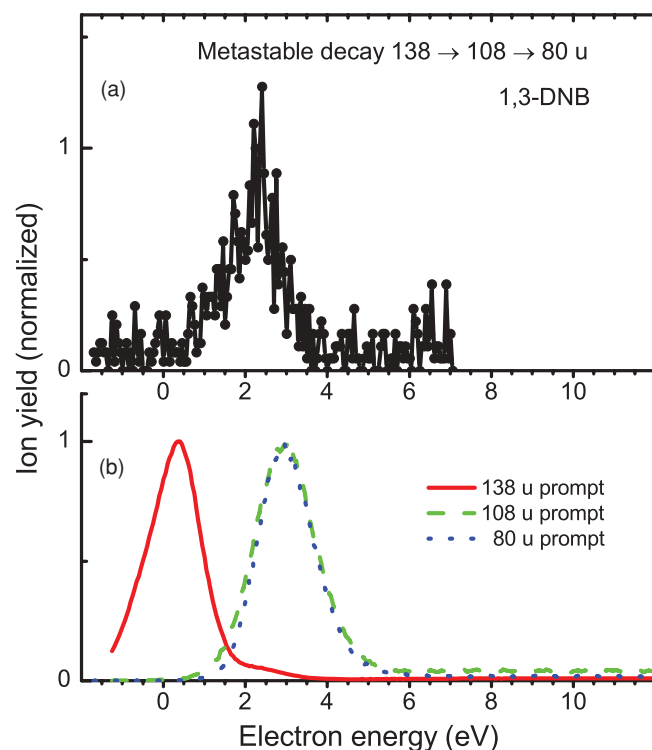 Metastable decay 138 → 108 → 80 u
(a)
1,3-DNB
1
0
0 2 4 6 8 10
Ion yield (normalized)
(b)
1
138 u prompt
108 u prompt
80 u prompt
0
0 2 4 6 8 10
Electron energy (eV)